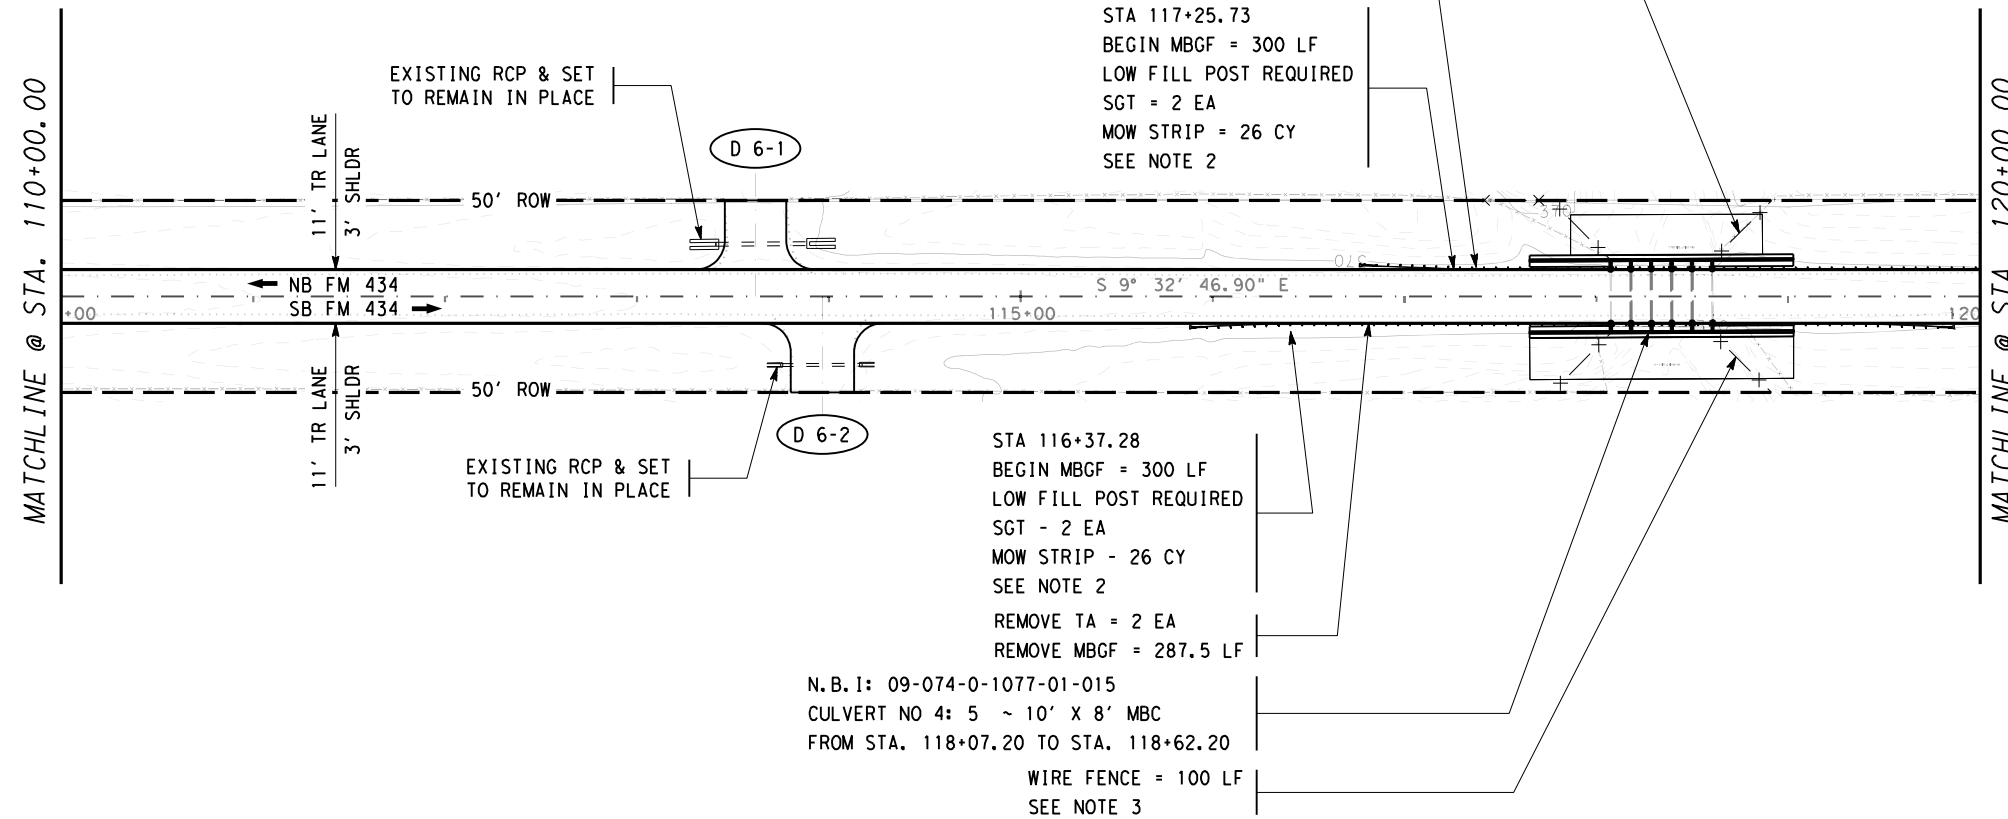 MATCHLINE @ STA. 110+00.00
EXISTING RCP & SET
TO REMAIN IN PLACE
D 6-1
STA 117+25.73
BEGIN MBGF = 300 LF
LOW FILL POST REQUIRED
SGT = 2 EA
MOW STRIP = 26 CY
SEE NOTE 2
11' TR LANE
3' SHLDR
50' ROW
370
370
NB FM 434
SB FM 434
S 9° 32' 46.90" E
+00
115+00
120
11' TR LANE
3' SHLDR
50' ROW
D 6-2
EXISTING RCP & SET
TO REMAIN IN PLACE
STA 116+37.28
BEGIN MBGF = 300 LF
LOW FILL POST REQUIRED
SGT - 2 EA
MOW STRIP - 26 CY
SEE NOTE 2
REMOVE TA = 2 EA
REMOVE MBGF = 287.5 LF
N.B.I: 09-074-0-1077-01-015
CULVERT NO 4: 5 ~ 10' X 8' MBC
FROM STA. 118+07.20 TO STA. 118+62.20
WIRE FENCE = 100 LF
SEE NOTE 3
MATCHLINE @ STA 120+00.00